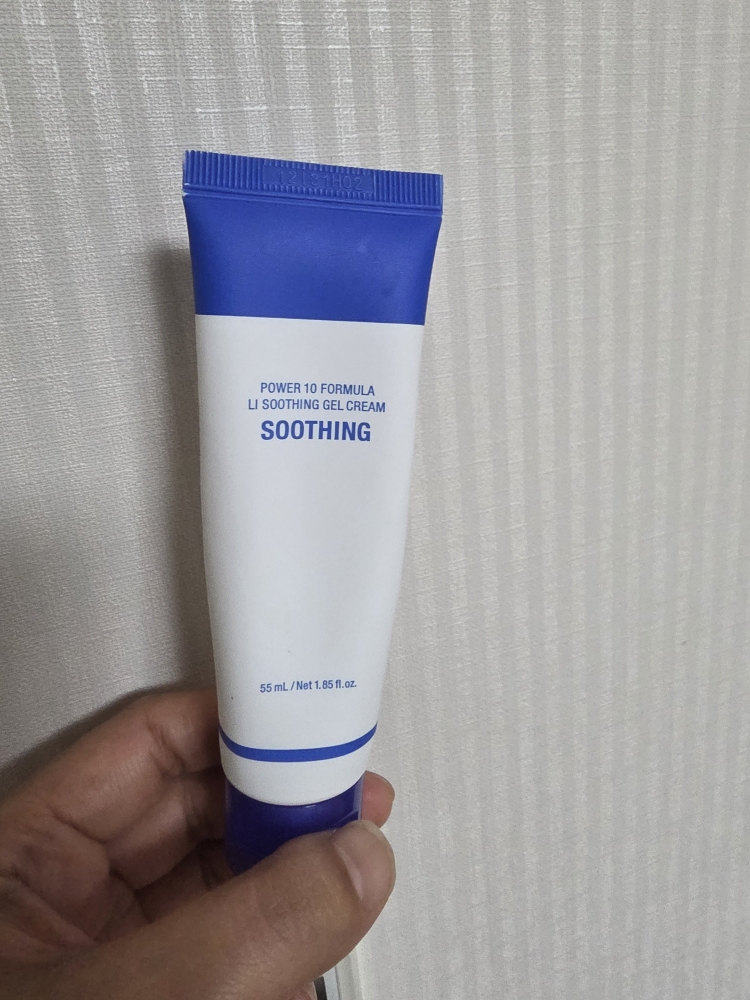 POWER 10 FORMULA
LI SOOTHING GEL CREAM
SOOTHING
55 mL / Net 1.85 fl. oz.